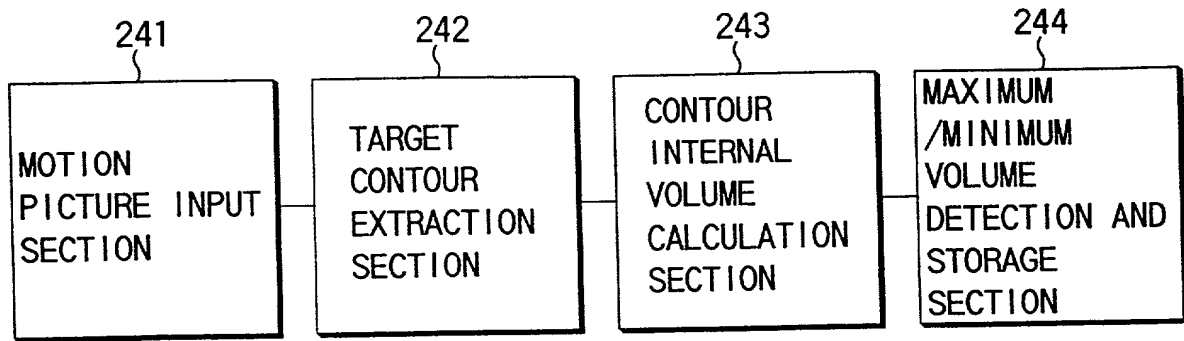 241
242
243
244
MOTION
PICTURE INPUT
SECTION
TARGET
CONTOUR
EXTRACTION
SECTION
CONTOUR
INTERNAL
VOLUME
CALCULATION
SECTION
MAXIMUM
/MINIMUM
VOLUME
DETECTION AND
STORAGE
SECTION